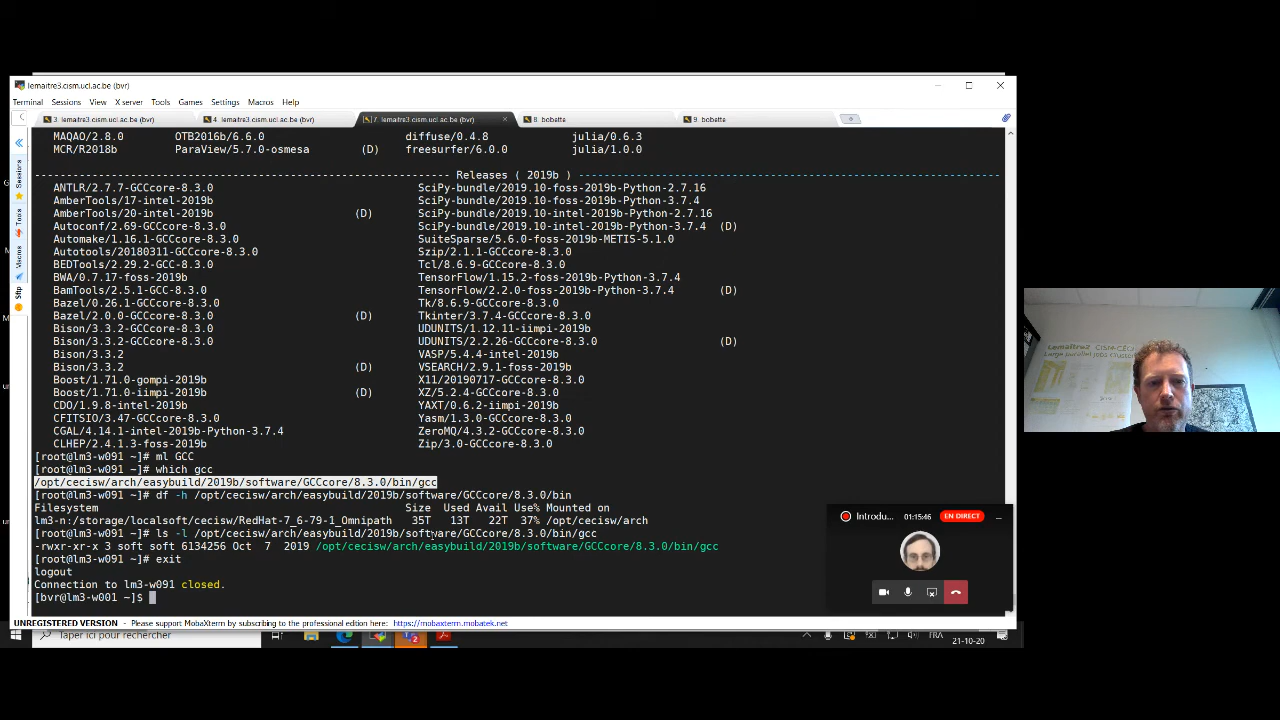 lemaitre3.cism.ucl.ac.be (bvr)
Terminal Sessions View X server Tools Games Settings Macros Help
3. lemaitre3.cism.ucl.ac.be (bvr) 4. lemaitre3.cism.ucl.ac.be (bvr) 7. lemaitre3.cism.ucl.ac.be (bvr) 8. bobette 9. bobette
Sessions
Tools
Macros
Sftp
MAQAO/2.8.0 OTB2016b/6.6.0 diffuse/0.4.8 julia/0.6.3
MCR/R2018b ParaView/5.7.0-osmesa (D) freesurfer/6.0.0 julia/1.0.0
Releases ( 2019b )
ANTLR/2.7.7-GCCcore-8.3.0 SciPy-bundle/2019.10-foss-2019b-Python-2.7.16
AmberTools/17-intel-2019b SciPy-bundle/2019.10-foss-2019b-Python-3.7.4
AmberTools/20-intel-2019b (D) SciPy-bundle/2019.10-intel-2019b-Python-2.7.16
Autoconf/2.69-GCCcore-8.3.0 SciPy-bundle/2019.10-intel-2019b-Python-3.7.4 (D)
Automake/1.16.1-GCCcore-8.3.0 SuiteSparse/5.6.0-foss-2019b-METIS-5.1.0
Autotools/20180311-GCCcore-8.3.0 Szip/2.1.1-GCCcore-8.3.0
BEDTools/2.29.2-GCC-8.3.0 Tcl/8.6.9-GCCcore-8.3.0
BWA/0.7.17-foss-2019b TensorFlow/1.15.2-foss-2019b-Python-3.7.4
BamTools/2.5.1-GCC-8.3.0 TensorFlow/2.2.0-foss-2019b-Python-3.7.4 (D)
Bazel/0.26.1-GCCcore-8.3.0 Tk/8.6.9-GCCcore-8.3.0
Bazel/2.0.0-GCCcore-8.3.0 (D) Tkinter/3.7.4-GCCcore-8.3.0
Bison/3.3.2-GCCcore-8.3.0 UDUNITS/1.12.11-iimpi-2019b
Bison/3.3.2-GCCcore-8.3.0 UDUNITS/2.2.26-GCCcore-8.3.0 (D)
Bison/3.3.2 VASP/5.4.4-intel-2019b
Bison/3.3.2 (D) VSEARCH/2.9.1-foss-2019b
Boost/1.71.0-gompi-2019b X11/20190717-GCCcore-8.3.0
Boost/1.71.0-iimpi-2019b (D) XZ/5.2.4-GCCcore-8.3.0
CDO/1.9.8-intel-2019b YAXT/0.6.2-iimpi-2019b
CFITSIO/3.47-GCCcore-8.3.0 Yasm/1.3.0-GCCcore-8.3.0
CGAL/4.14.1-intel-2019b-Python-3.7.4 ZeroMQ/4.3.2-GCCcore-8.3.0
CLHEP/2.4.1.3-foss-2019b Zip/3.0-GCCcore-8.3.0
[root@lm3-w091 ~]# ml GCC
[root@lm3-w091 ~]# which gcc
/opt/cecisw/arch/easybuild/2019b/software/GCCcore/8.3.0/bin/gcc
[root@lm3-w091 ~]# df -h /opt/cecisw/arch/easybuild/2019b/software/GCCcore/8.3.0/bin
Filesystem Size Used Avail Use% Mounted on
lm3-n:/storage/localsoft/cecisw/RedHat-7_6-79-1_Omnipath 35T 13T 22T 37% /opt/cecisw/arch
[root@lm3-w091 ~]# ls -l /opt/cecisw/arch/easybuild/2019b/software/GCCcore/8.3.0/bin/gcc
-rwxr-xr-x 3 soft soft 6134256 Oct 7 2019 /opt/cecisw/arch/easybuild/2019b/software/GCCcore/8.3.0/bin/gcc
[root@lm3-w091 ~]# exit
logout
Connection to lm3-w091 closed.
[bvr@lm3-w001 ~]$
Introdu... 01:15:46 EN DIRECT
UNREGISTERED VERSION - Please support MobaXterm by subscribing to the professional edition here: https://mobaxterm.mobatek.net
Taper ici pour rechercher
FRA
21-10-20
Lemaitre3 CISM-CÉCI
Large parallel jobs Cluster